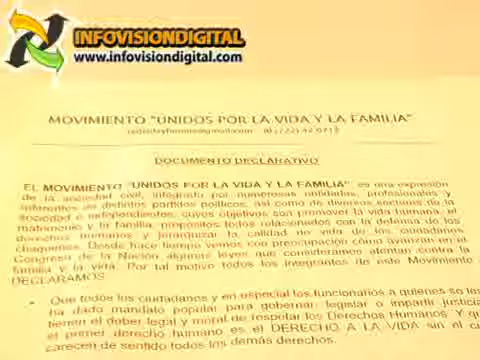 INFOVISIONDIGITAL
www.infovisiondigital.com
MOVIMIENTO "UNIDOS POR LA VIDA Y LA FAMILIA"
DOCUMENTO DECLARATIVO
EL MOVIMIENTO "UNIDOS POR LA VIDA Y LA FAMILIA", es una expresión
de la sociedad civil, integrado por numerosas entidades, profesionales y
referentes de distintos partidos políticos, así como de diversos sectores de la
sociedad e independientes, cuyos objetivos son promover la vida humana, el
matrimonio y la familia, propósitos todos relacionados con la defensa de los
derechos humanos y jerarquiza la calidad de vida de los ciudadanos
chaqueños. Desde hace tiempo vemos con preocupación cómo avanzan en el
Congreso de la Nación algunas leyes que consideramos atentan contra la
familia y la vida. Por tal motivo todos los integrantes de este Movimiento
DECLARAMOS
• Que todos los ciudadanos y en especial los funcionarios a quienes se les
ha dado mandato popular para gobernar legislar o impartir justicia
tienen el deber legal y moral de respetar los Derechos Humanos. Y que
el primer derecho humano es el DERECHO A LA VIDA sin el cu
carecen de sentido todos los demás derechos.